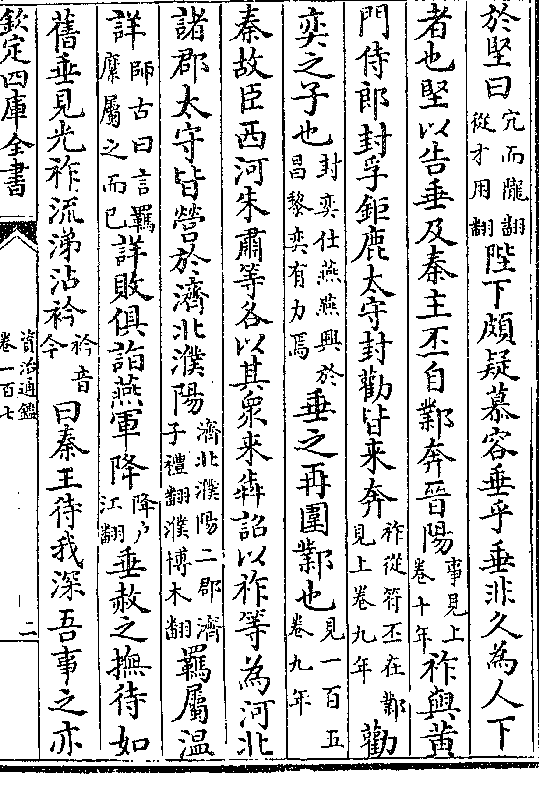 於堅曰亢而隴翻從才用翻陛下頗疑慕容垂乎垂非久為人下
者也堅以告垂及秦主丕自鄴奔晉陽事見上卷十年祚與黄
門侍郎封孚鉅鹿太守封勸皆来奔祚從苻丕在鄴見上卷九年勸
奕之子也封奕仕燕燕興於昌黎奕有力焉垂之再圍鄴也見一百五卷九年
秦故臣西河朱肅等各以其衆来犇詔以祚等為河北
諸郡太守皆營於濟北濮陽濟北濮陽二郡濟子禮翻濮博木翻羈屬温
詳師古曰言羈縻屬之而已詳敗俱詣燕軍降降户江翻垂赦之撫待如
舊垂見光祚流涕沾衿衿音今曰秦王待我深吾事之亦
欽定四庫全書
資治通鑑
卷一百七
二